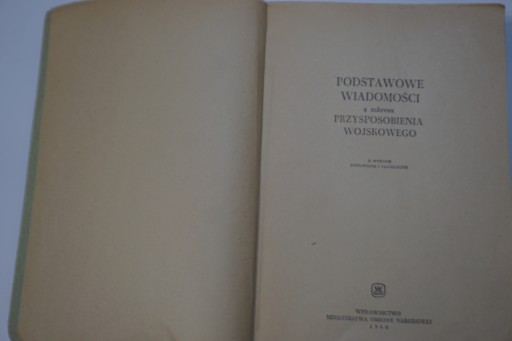 PODSTAWOWE
WIADOMOŚCI
z zakresu
PRZYSPOSOBIENIA
WOJSKOWEGO
WYDAWNICTWO
MINISTERSTWA OBRONY NARODOWEJ